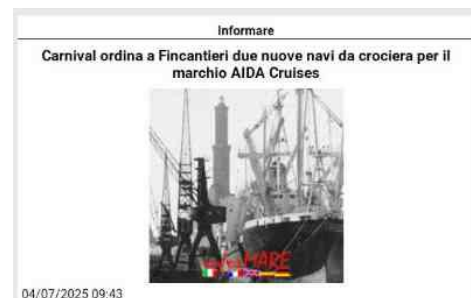 Informare
Carnival ordina a Fincantieri due nuove navi da crociera per il
marchio AIDA Cruises
inforMARE
04/07/2025 09:43